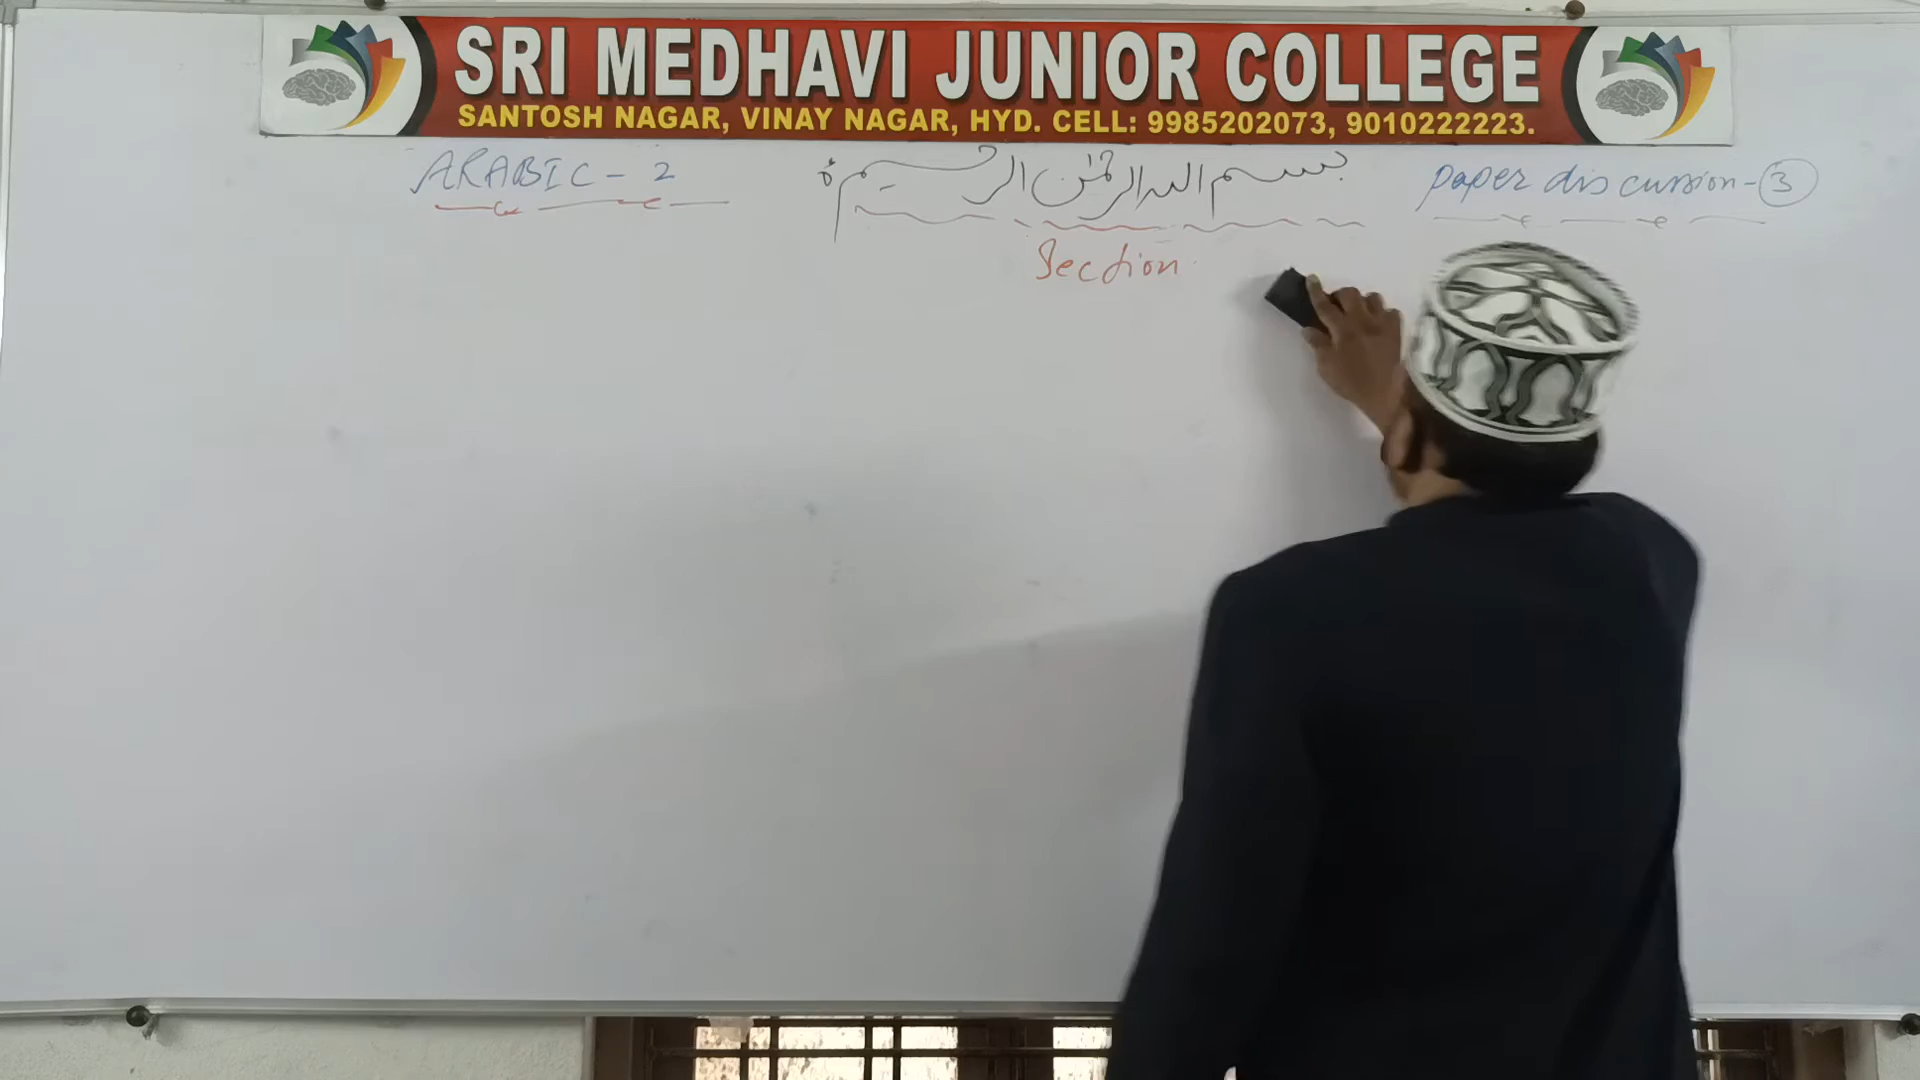 SRI MEDHAVI JUNIOR COLLEGE
SANTOSH NAGAR, VINAY NAGAR, HYD. CELL: 9985202073, 9010222223.
ARABIC - 2
بسم الله الرحمٰن الرحيم
paper discussion - 3
Section